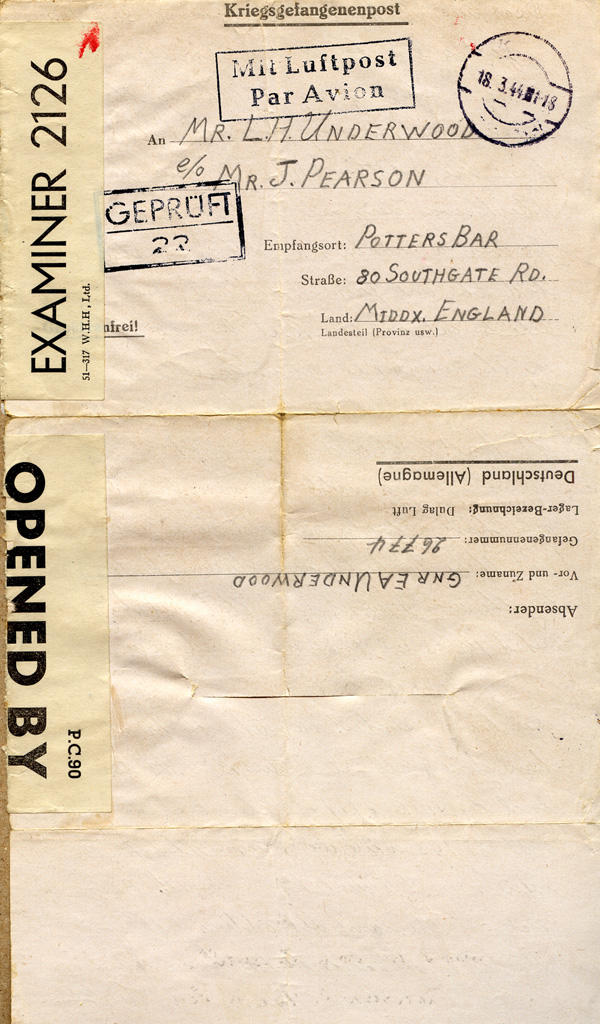 Kriegsgefangenenpost
Mit Luftpost
Par Avion
18.3.44
An MR. L.H. UNDERWOOD
c/o MR. J. PEARSON
GEPRÜFT
22
Empfangsort: POTTERS BAR
Straße: 80 SOUTHGATE RD.
Land: MIDDX. ENGLAND
Landesteil (Provinz usw.)
nfrei!
EXAMINER 2126
51—317 W.H.H, Ltd.
OPENED BY
P.C.90
Absender:
Vor- und Zuname: GNR E A UNDERWOOD
Gefangenennummer: 26774
Lager-Bezeichnung: Dulag Luft
Deutschland (Allemagne)